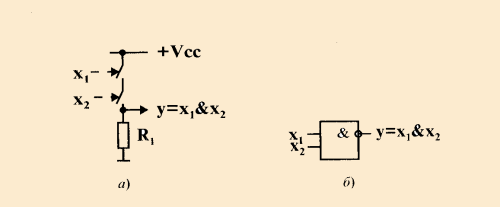 +Vcc
x₁
x₂
y=x₁&x₂
R₁
а)
x₁
x₂
&
y=x₁&x₂
б)